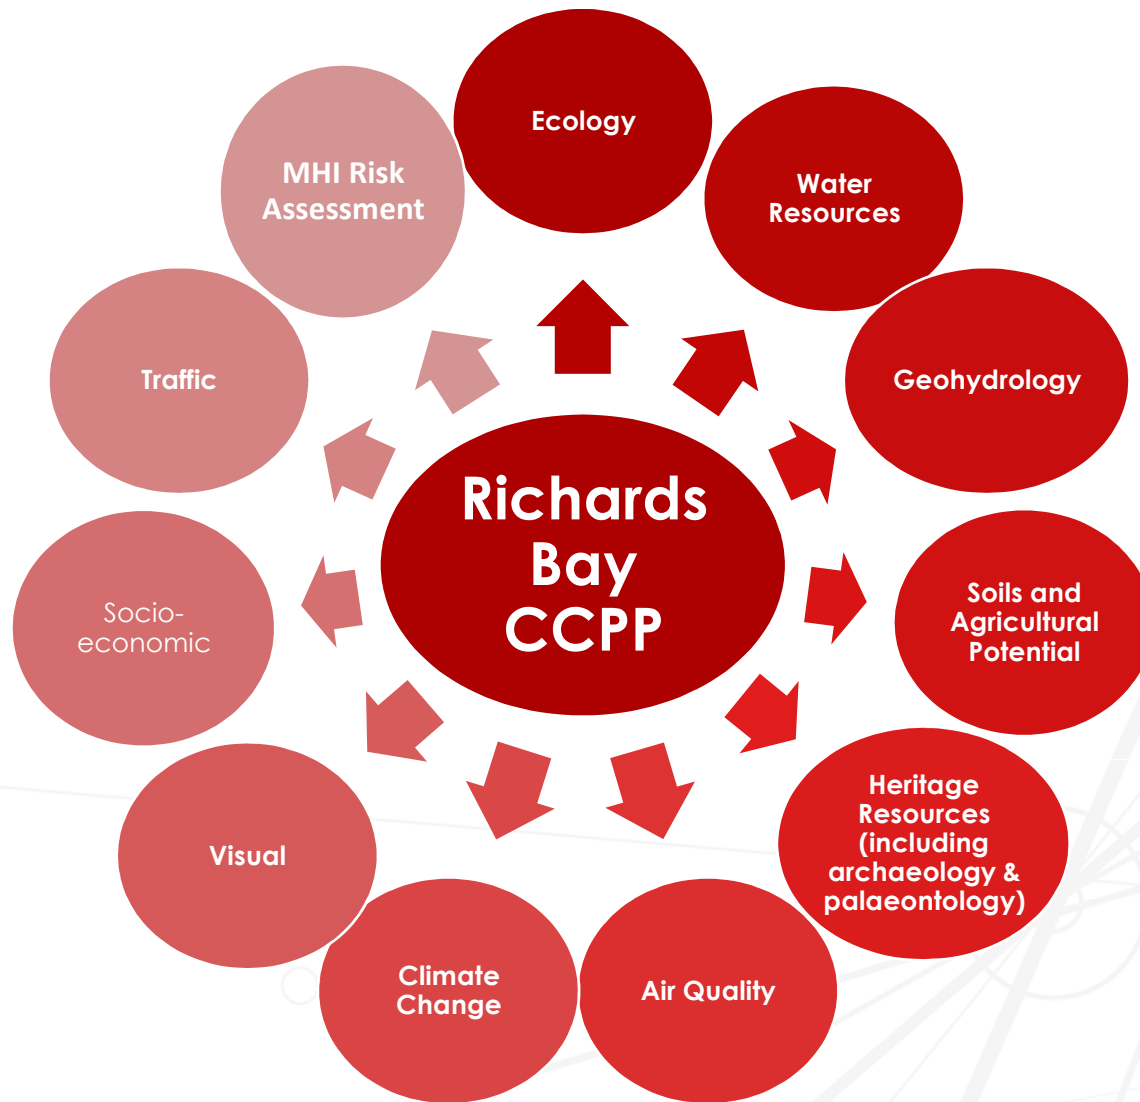 Ecology
Water
Resources
Geohydrology
Soils and
Agricultural
Potential
Heritage
Resources
(including
archaeology &
palaeontology)
Air Quality
Climate
Change
Visual
Socio-
economic
Traffic
MHI Risk
Assessment
Richards
Bay
CCPP